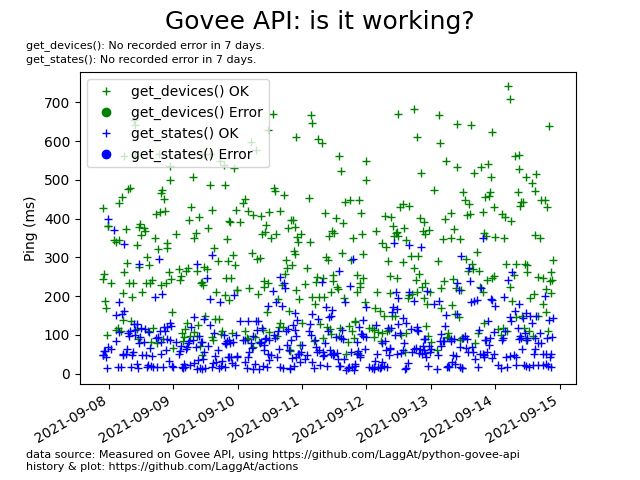 Govee API: is it working?
get_devices(): No recorded error in 7 days.
get_states(): No recorded error in 7 days.
get_devices() OK
get_devices() Error
get_states() OK
get_states() Error
Ping (ms)
700
600
500
400
300
200
100
0
2021-09-08
2021-09-09
2021-09-10
2021-09-11
2021-09-12
2021-09-13
2021-09-14
2021-09-15
data source: Measured on Govee API, using https://github.com/LaggAt/python-govee-api
history & plot: https://github.com/LaggAt/actions